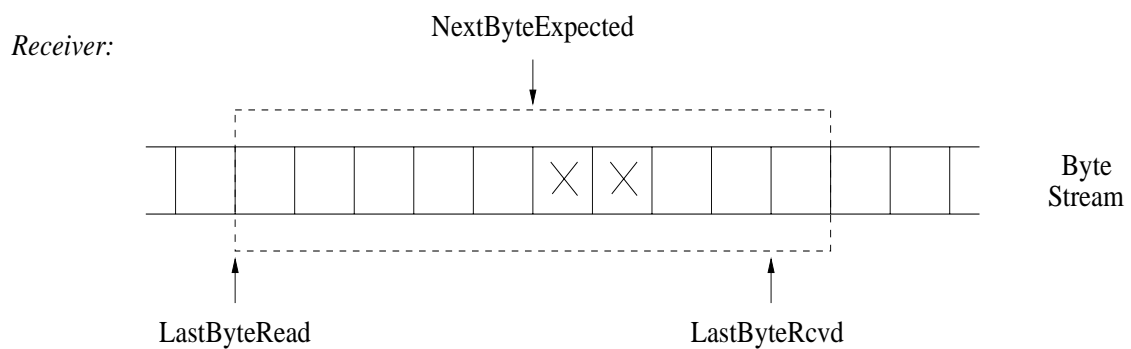 NextByteExpected
Receiver:
Byte
Stream
LastByteRead
LastByteRcvd